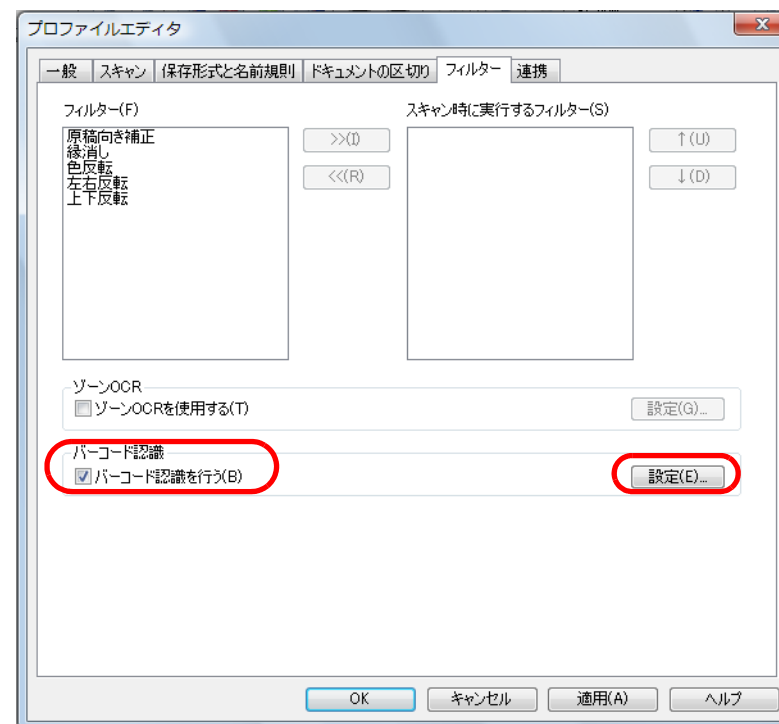 プロファイルエディタ
一般 スキャン 保存形式と名前規則 ドキュメントの区切り フィルター 連携
フィルター(F)
スキャン時に実行するフィルター(S)
原稿向き補正
縁消し
色反転
左右反転
上下反転
>>(I)
<<(R)
↑(U)
↓(D)
ゾーンOCR
ゾーンOCRを使用する(T)
設定(G)...
バーコード認識
バーコード認識を行う(B)
設定(E)...
OK キャンセル 適用(A) ヘルプ